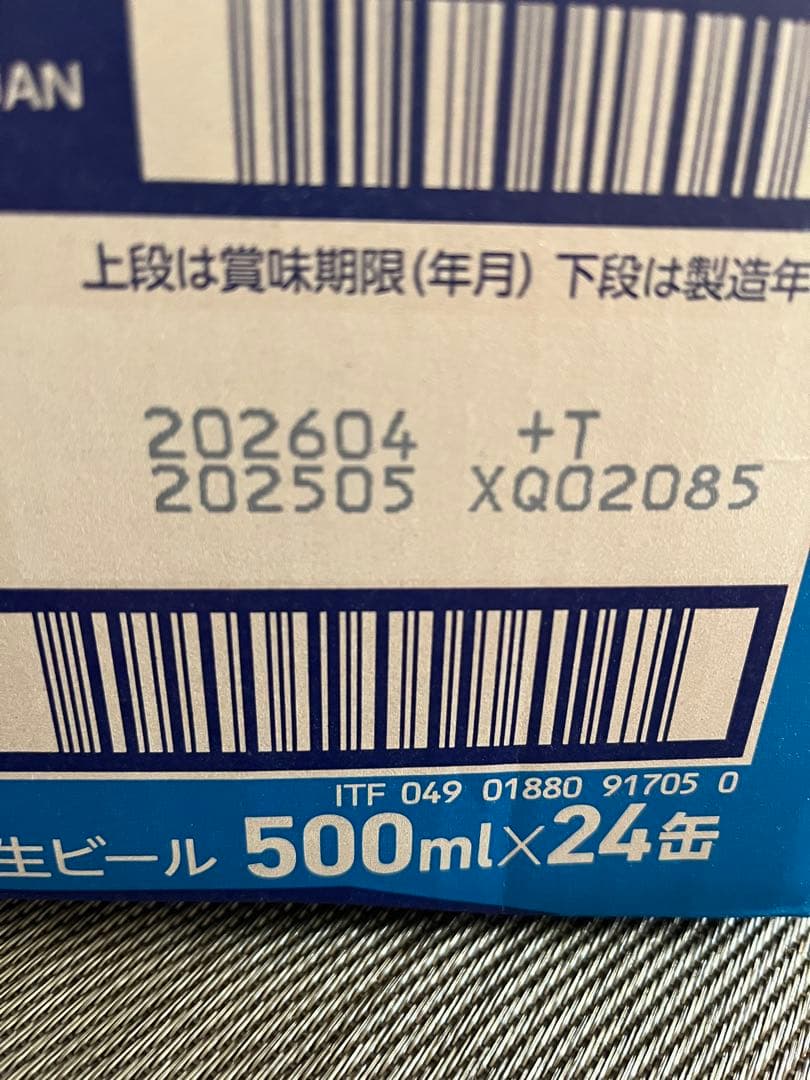 上段は賞味期限(年月) 下段は製造年
202604 +T
202505 XQ02085
ITF 049 01880 91705 0
生ビール 500ml×24缶